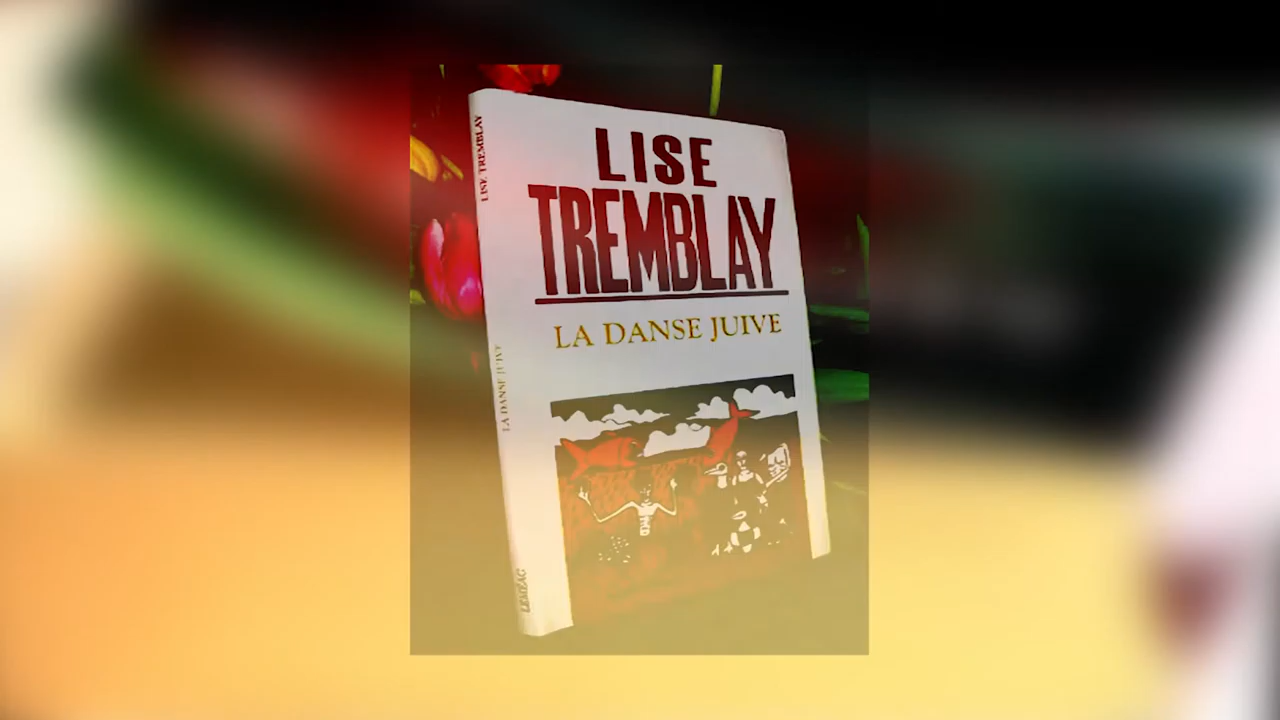 LISE
TREMBLAY
LA DANSE JUIVE
LISE TREMBLAY
LA DANSE JUIVE
LEMÉAC